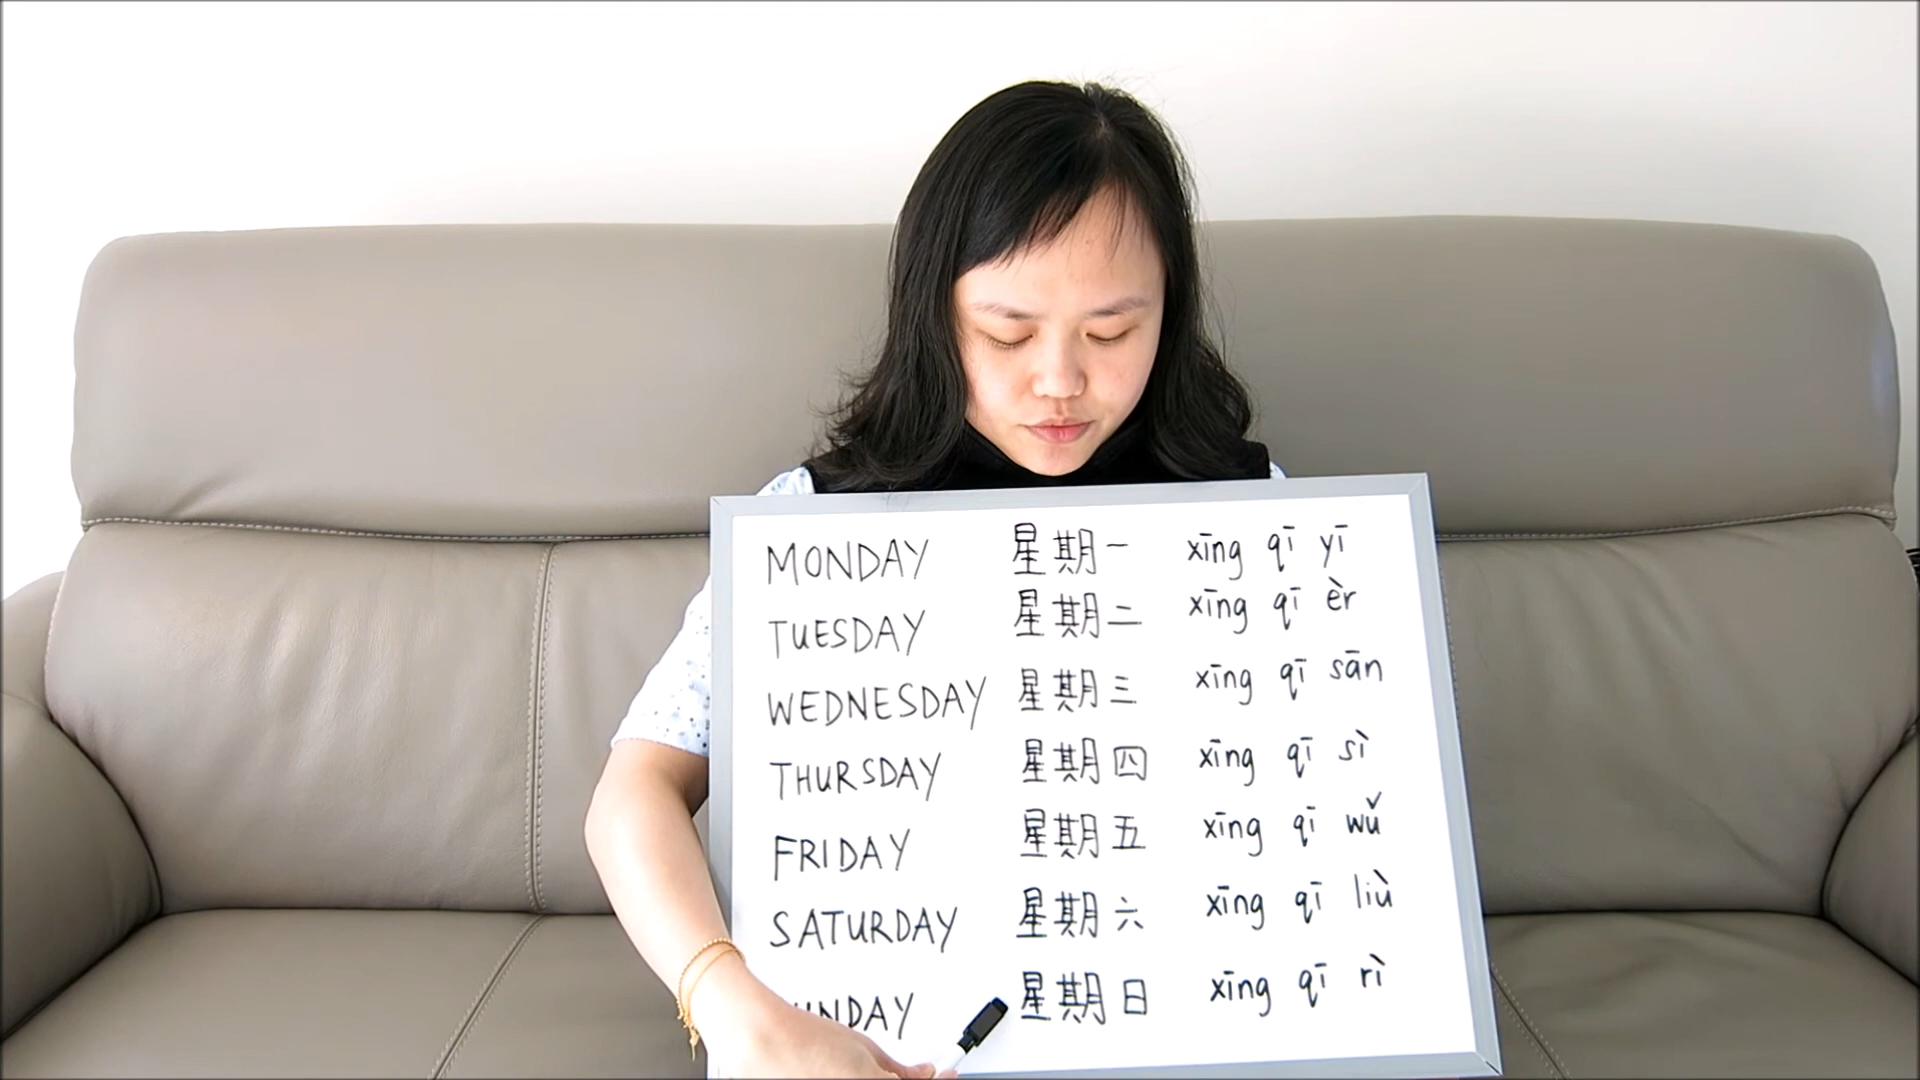 MONDAY 星期一 xīng qī yī
TUESDAY 星期二 xīng qī èr
WEDNESDAY 星期三 xīng qī sān
THURSDAY 星期四 xīng qī sì
FRIDAY 星期五 xīng qī wǔ
SATURDAY 星期六 xīng qī liù
UNDAY 星期日 xīng qī rì